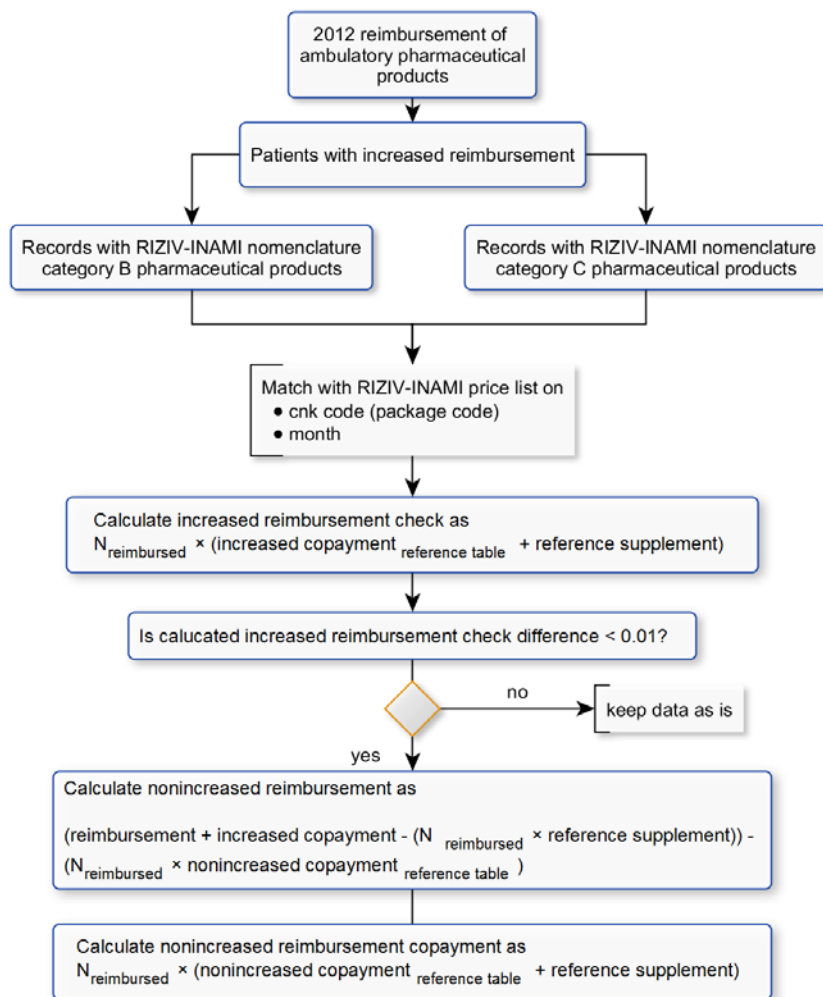 2012 reimbursement of
ambulatory pharmaceutical
products
Patients with increased reimbursement
Records with RIZIV-INAMI nomenclature
category B pharmaceutical products
Records with RIZIV-INAMI nomenclature
category C pharmaceutical products
Match with RIZIV-INAMI price list on
● cnk code (package code)
● month
Calculate increased reimbursement check as
N reimbursed × (increased copayment reference table + reference supplement)
Is calucated increased reimbursement check difference < 0.01?
no
keep data as is
yes
Calculate nonincreased reimbursement as
(reimbursement + increased copayment - (N reimbursed × reference supplement)) -
(N reimbursed × nonincreased copayment reference table )
Calculate nonincreased reimbursement copayment as
N reimbursed × (nonincreased copayment reference table + reference supplement)